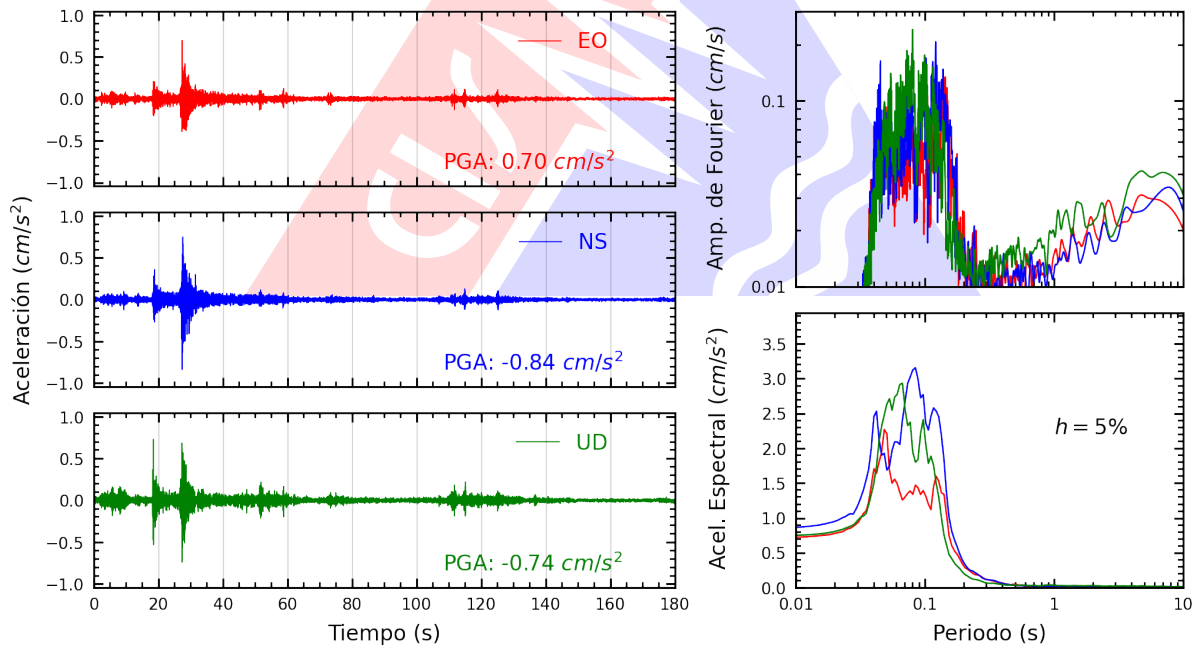 Aceleración (cm/s²)
1.0
0.5
0.0
−0.5
−1.0
EO
PGA: 0.70 cm/s²
1.0
0.5
0.0
−0.5
−1.0
NS
PGA: -0.84 cm/s²
1.0
0.5
0.0
−0.5
−1.0
UD
PGA: -0.74 cm/s²
0 20 40 60 80 100 120 140 160 180
Tiempo (s)
Amp. de Fourier (cm/s)
0.1
0.01
Acel. Espectral (cm/s²)
3.5
3.0
2.5
2.0
1.5
1.0
0.5
0.0
h = 5%
0.01 0.1 1 10
Periodo (s)